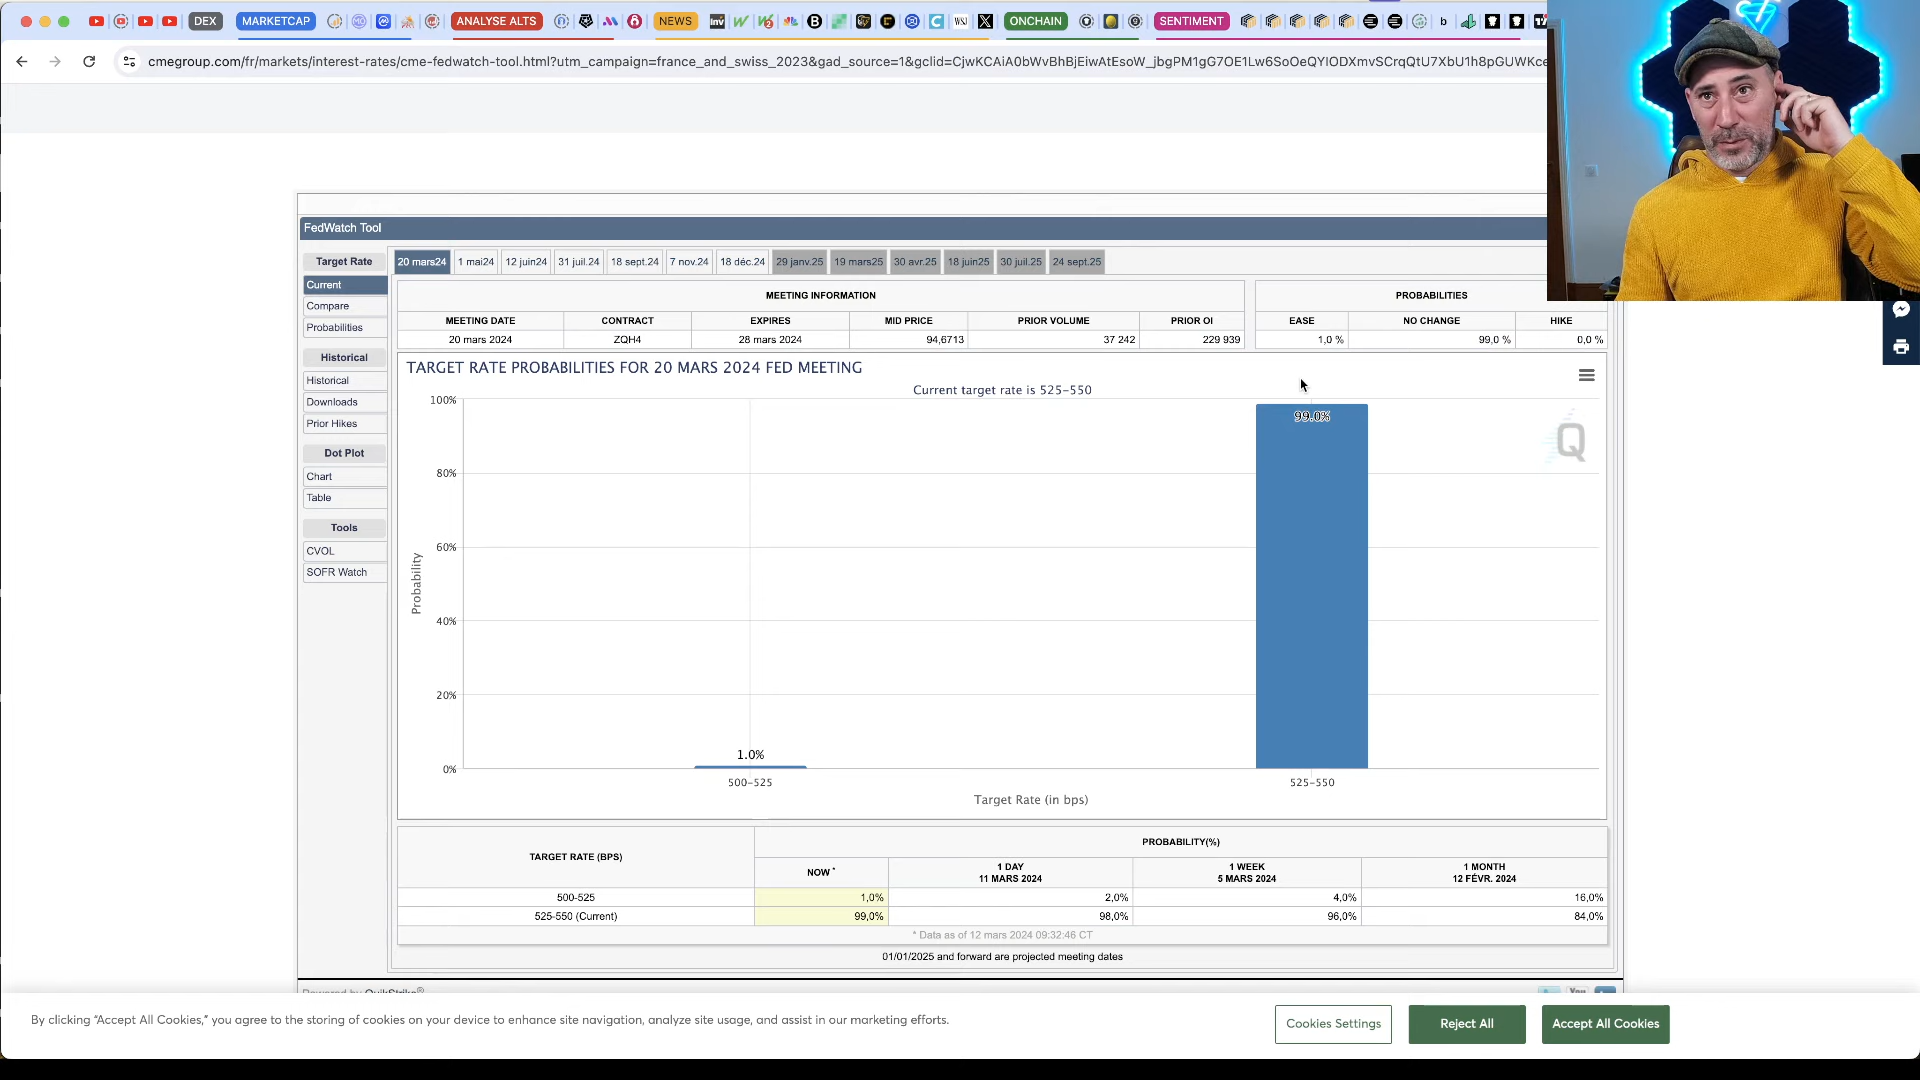 DEX
MARKETCAP
ANALYSE ALTS
NEWS
ONCHAIN
SENTIMENT
cmegroup.com/fr/markets/interest-rates/cme-fedwatch-tool.html?utm_campaign=france_and_swiss_2023&gad_source=1&gclid=CjwKCAiA0bWvBhBjEiwAtEsoW_jbgPM1gG7OE1Lw6SoOeQYlODXmvSCrqQtU7XbU1h8pGUWKce
FedWatch Tool
Target Rate
Current
Compare
Probabilities
Historical
Historical
Downloads
Prior Hikes
Dot Plot
Chart
Table
Tools
CVOL
SOFR Watch
20 mars24 1 mai24 12 juin24 31 juil.24 18 sept.24 7 nov.24 18 déc.24 29 janv.25 19 mars25 30 avr.25 18 juin25 30 juil.25 24 sept.25
MEETING INFORMATION
MEETING DATE CONTRACT EXPIRES MID PRICE PRIOR VOLUME PRIOR OI
20 mars 2024 ZQH4 28 mars 2024 94,6713 37 242 229 939
PROBABILITIES
EASE NO CHANGE HIKE
1,0 % 99,0 % 0,0 %
TARGET RATE PROBABILITIES FOR 20 MARS 2024 FED MEETING
Current target rate is 525-550
100%
80%
60%
40%
20%
0%
Probability
99.0%
1.0%
Q
500-525 525-550
Target Rate (in bps)
TARGET RATE (BPS) PROBABILITY(%)
NOW * 1 DAY 1 WEEK 1 MONTH
11 MARS 2024 5 MARS 2024 12 FÉVR. 2024
500-525 1,0% 2,0% 4,0% 16,0%
525-550 (Current) 99,0% 98,0% 96,0% 84,0%
* Data as of 12 mars 2024 09:32:46 CT
01/01/2025 and forward are projected meeting dates
Powered by QuikStrike®
By clicking “Accept All Cookies,” you agree to the storing of cookies on your device to enhance site navigation, analyze site usage, and assist in our marketing efforts.
Cookies Settings
Reject All
Accept All Cookies